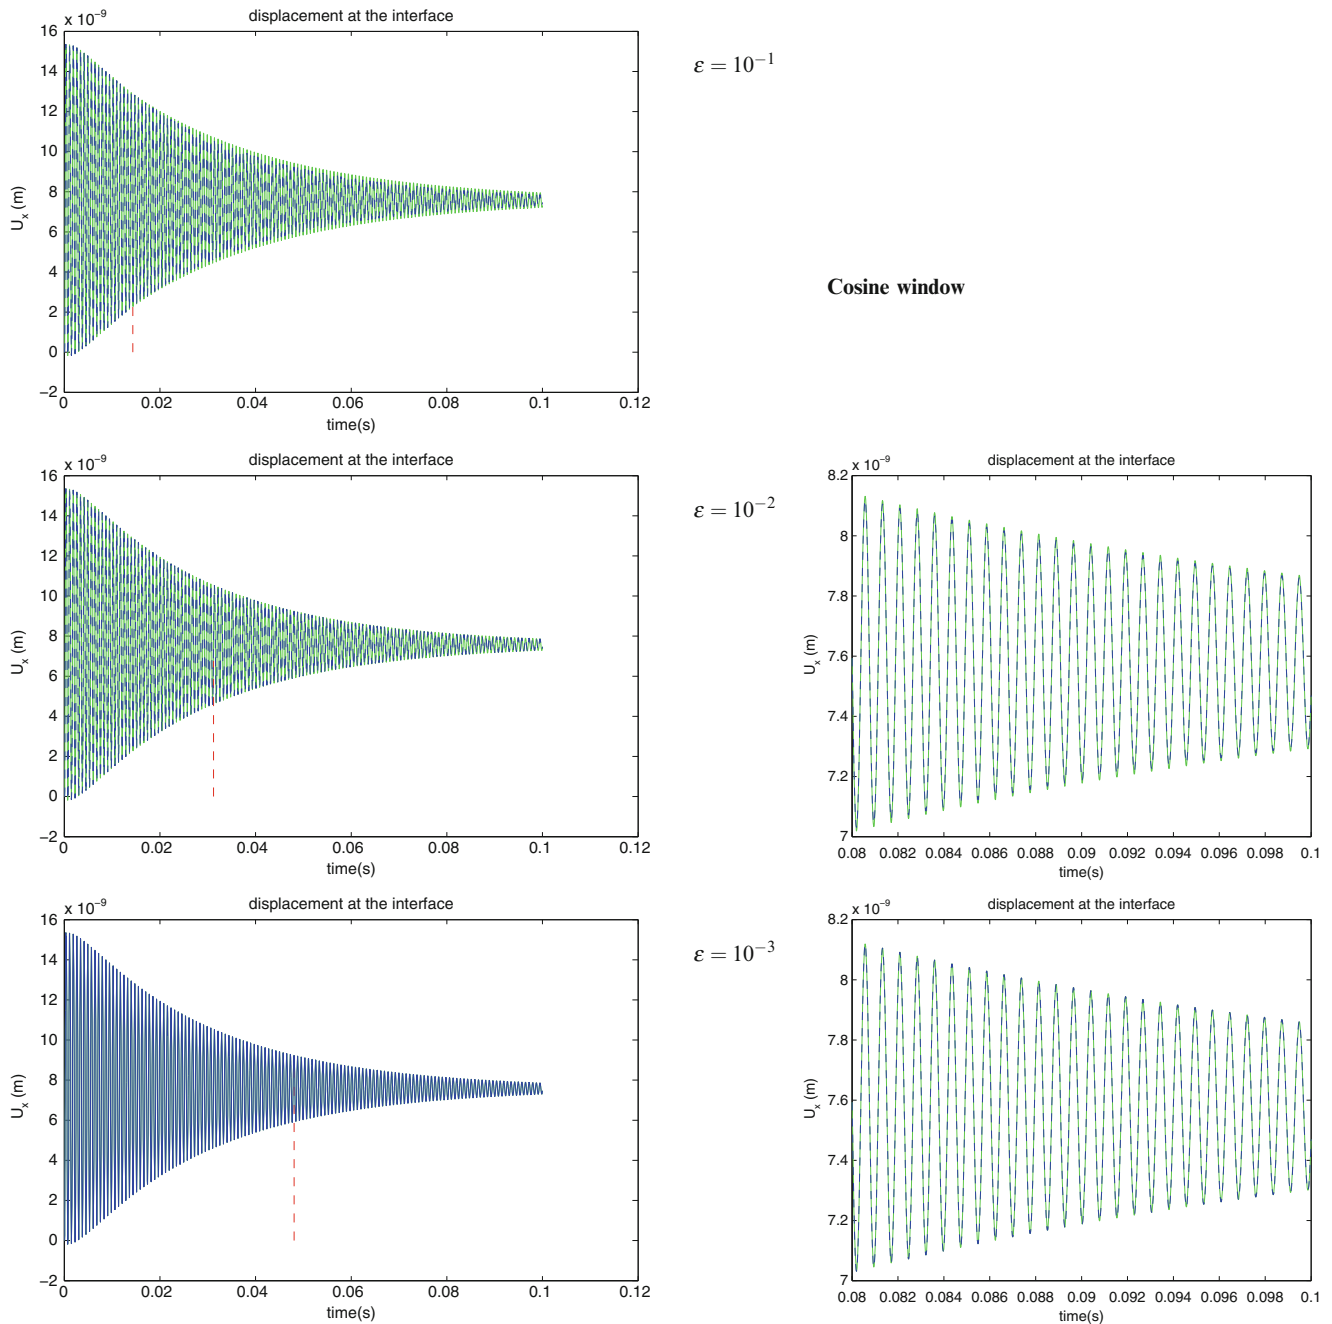 displacement at the interface
x 10⁻⁹
16
14
12
10
8
6
4
2
0
−2
U_x (m)
0 0.02 0.04 0.06 0.08 0.1 0.12
time(s)
ε = 10⁻¹
Cosine window
displacement at the interface
x 10⁻⁹
16
14
12
10
8
6
4
2
0
−2
U_x (m)
0 0.02 0.04 0.06 0.08 0.1 0.12
time(s)
ε = 10⁻²
displacement at the interface
x 10⁻⁹
8.2
8
7.8
7.6
7.4
7.2
7
U_x (m)
0.08 0.082 0.084 0.086 0.088 0.09 0.092 0.094 0.096 0.098 0.1
time(s)
displacement at the interface
x 10⁻⁹
16
14
12
10
8
6
4
2
0
−2
U_x (m)
0 0.02 0.04 0.06 0.08 0.1 0.12
time(s)
ε = 10⁻³
displacement at the interface
x 10⁻⁹
8.2
8
7.8
7.6
7.4
7.2
7
U_x (m)
0.08 0.082 0.084 0.086 0.088 0.09 0.092 0.094 0.096 0.098 0.1
time(s)